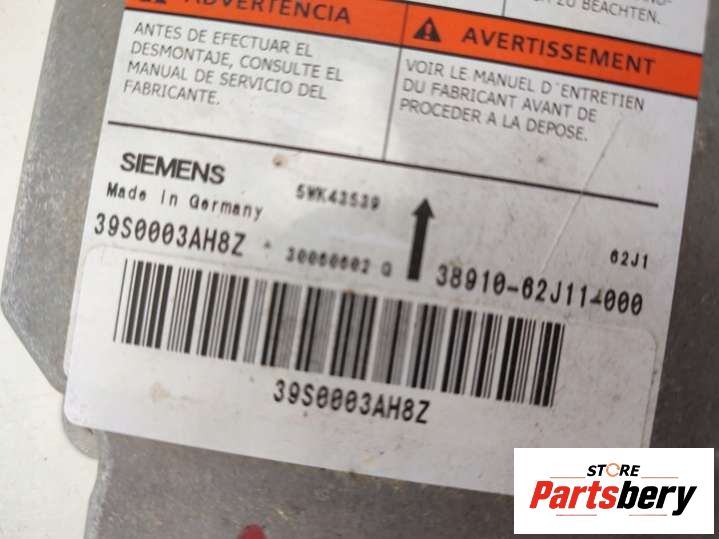 ADVERTENCIA
ANTES DE EFECTUAR EL
DESMONTAJE, CONSULTE EL
MANUAL DE SERVICIO DEL
FABRICANTE.
ZU BEACHTEN.
AVERTISSEMENT
VOIR LE MANUEL D´ENTRETIEN
DU FABRICANT AVANT DE
PROCEDER A LA DEPOSE.
SIEMENS
5WK43539
Made in Germany
62J1
39S0003AH8Z
30060602 G
38910-62J11-000
39S0003AH8Z
STORE
Partsbery